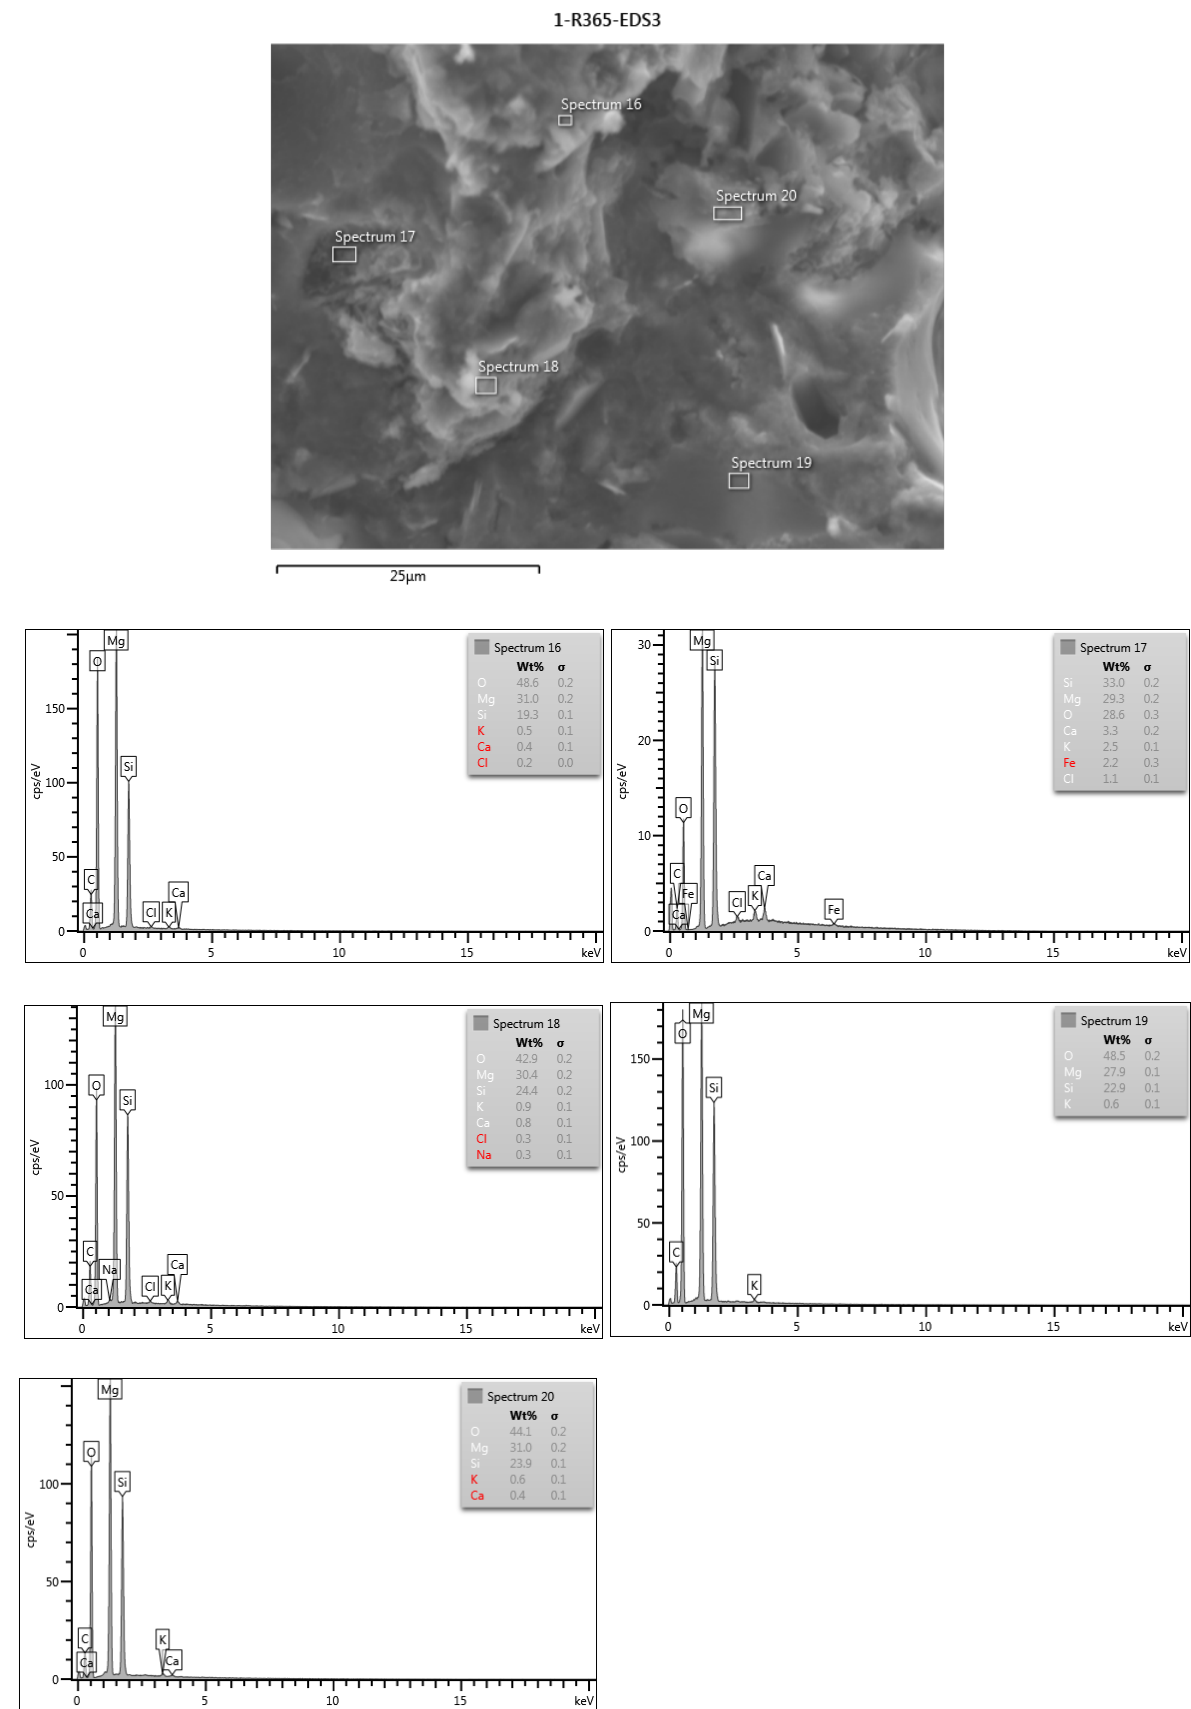 1-R365-EDS3
Spectrum 16
Spectrum 20
Spectrum 17
Spectrum 18
Spectrum 19
25µm
Mg
O
Si
C
Ca
Cl
K
Ca
150
100
50
0
cps/eV
0 5 10 15 keV
Spectrum 16
Wt% σ
O 48.6 0.2
Mg 31.0 0.2
Si 19.3 0.1
K 0.5 0.1
Ca 0.4 0.1
Cl 0.2 0.0
Mg
Si
O
C
Fe
Ca
Cl
K
Ca
Fe
30
20
10
0
cps/eV
0 5 10 15 keV
Spectrum 17
Wt% σ
Si 33.0 0.2
Mg 29.3 0.2
O 28.6 0.3
Ca 3.3 0.2
K 2.5 0.1
Fe 2.2 0.3
Cl 1.1 0.1
Mg
O
Si
C
Na
Ca
Cl
K
Ca
100
50
0
cps/eV
0 5 10 15 keV
Spectrum 18
Wt% σ
O 42.9 0.2
Mg 30.4 0.2
Si 24.4 0.2
K 0.9 0.1
Ca 0.8 0.1
Cl 0.3 0.1
Na 0.3 0.1
Mg
O
Si
C
K
150
100
50
0
cps/eV
0 5 10 15 keV
Spectrum 19
Wt% σ
O 48.5 0.2
Mg 27.9 0.1
Si 22.9 0.1
K 0.6 0.1
Mg
O
Si
C
Ca
K
Ca
100
50
0
cps/eV
0 5 10 15 keV
Spectrum 20
Wt% σ
O 44.1 0.2
Mg 31.0 0.2
Si 23.9 0.1
K 0.6 0.1
Ca 0.4 0.1